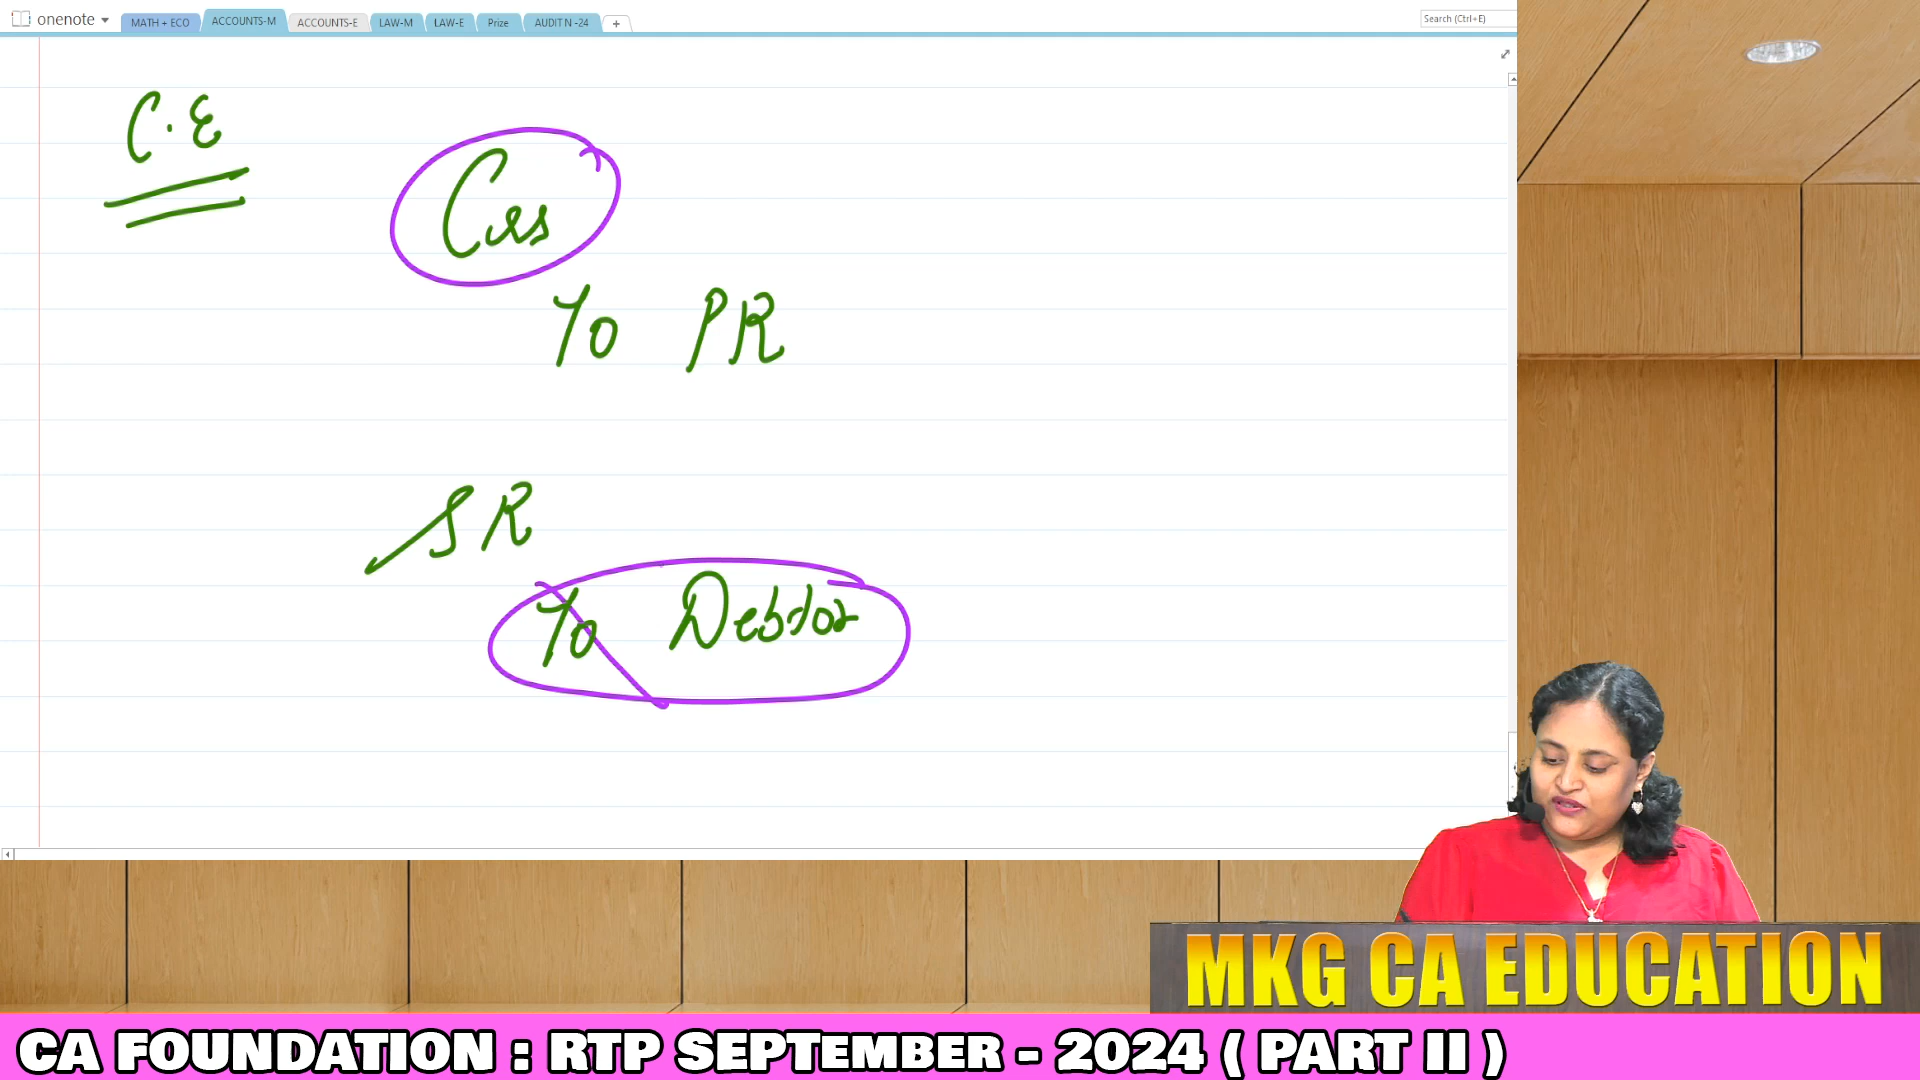 onenote MATH + ECO ACCOUNTS-M ACCOUNTS-E LAW-M LAW-E Prize AUDIT N -24 + Search (Ctrl+E)
C.E
Crs
To PR
SR
To Debtor
MKG CA EDUCATION
CA FOUNDATION : RTP SEPTEMBER - 2024 ( PART II )